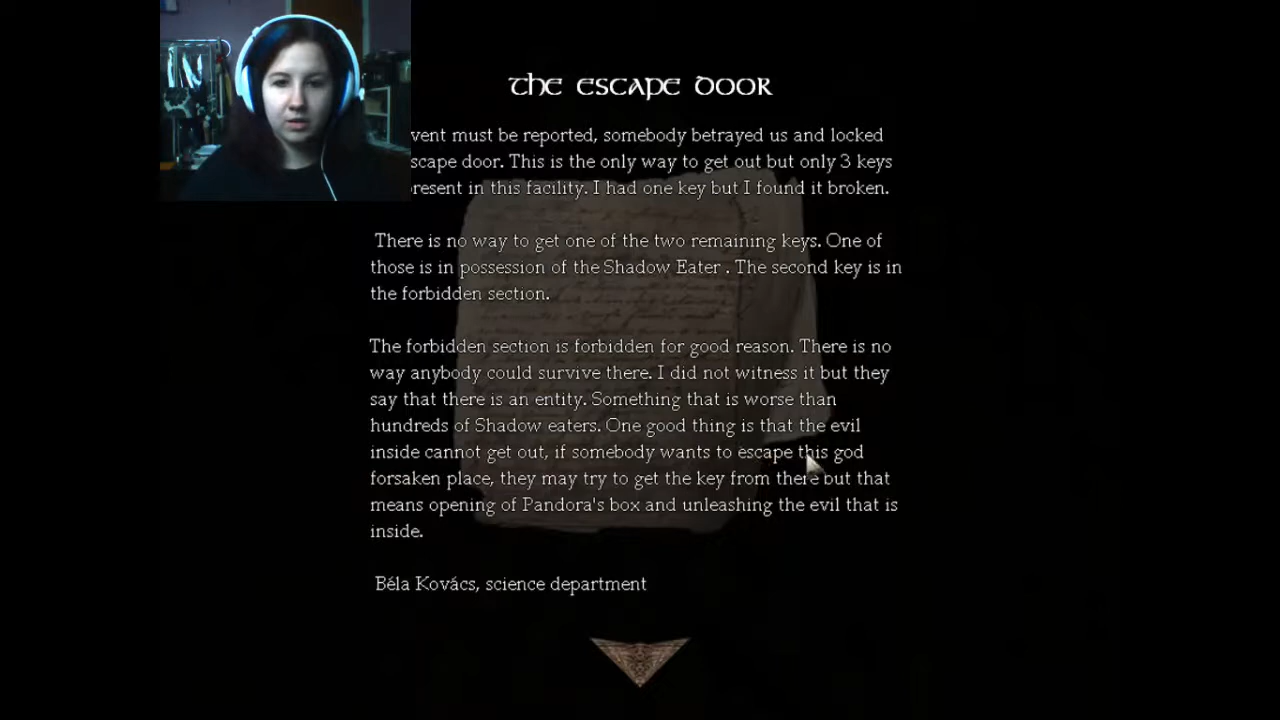 The Escape Door
vent must be reported, somebody betrayed us and locked
scape door. This is the only way to get out but only 3 keys
resent in this facility. I had one key but I found it broken.
There is no way to get one of the two remaining keys. One of
those is in possession of the Shadow Eater . The second key is in
the forbidden section.
The forbidden section is forbidden for good reason. There is no
way anybody could survive there. I did not witness it but they
say that there is an entity. Something that is worse than
hundreds of Shadow eaters. One good thing is that the evil
inside cannot get out, if somebody wants to escape this god
forsaken place, they may try to get the key from there but that
means opening of Pandora's box and unleashing the evil that is
inside.
Béla Kovács, science department